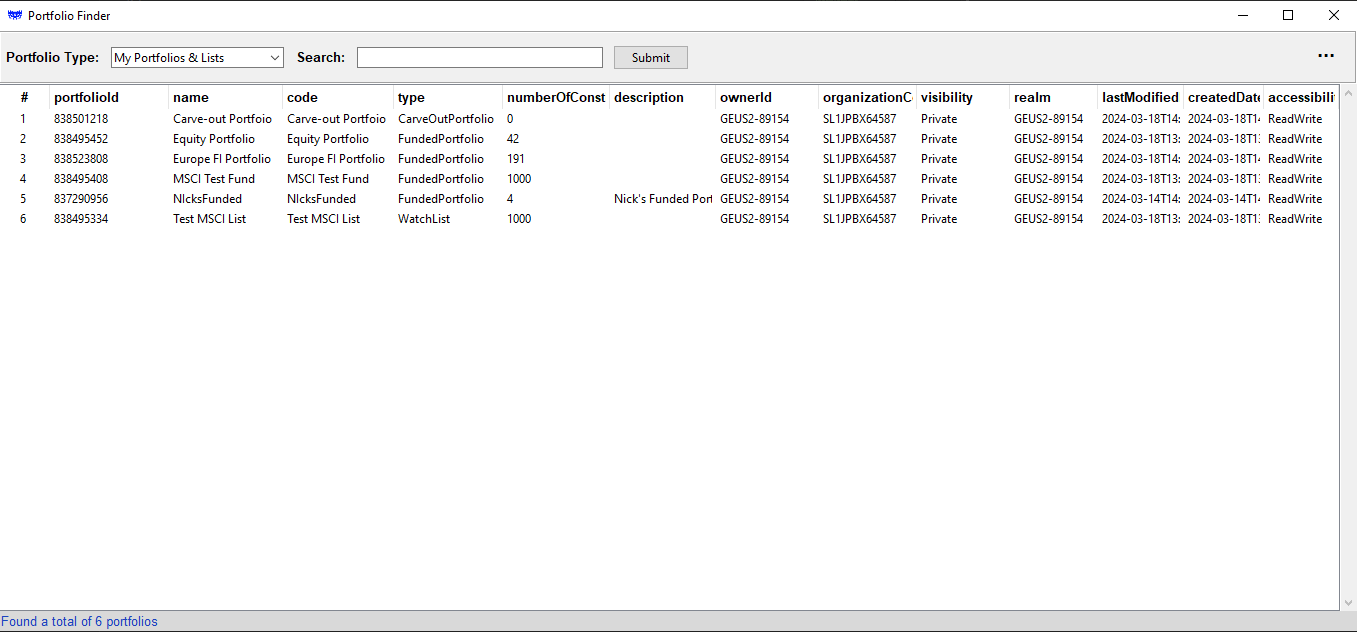 Portfolio Finder
Portfolio Type: My Portfolios & Lists Search: Submit ...
# portfolioId name code type numberOfConst description ownerId organizationC visibility realm lastModified createdDate accessibili
1 838501218 Carve-out Portfoio Carve-out Portfoio CarveOutPortfolio 0 GEUS2-89154 SL1JPBX64587 Private GEUS2-89154 2024-03-18T14: 2024-03-18T14 ReadWrite
2 838495452 Equity Portfolio Equity Portfolio FundedPortfolio 42 GEUS2-89154 SL1JPBX64587 Private GEUS2-89154 2024-03-18T13: 2024-03-18T13 ReadWrite
3 838523808 Europe FI Portfolio Europe FI Portfolio FundedPortfolio 191 GEUS2-89154 SL1JPBX64587 Private GEUS2-89154 2024-03-18T14: 2024-03-18T14 ReadWrite
4 838495408 MSCI Test Fund MSCI Test Fund FundedPortfolio 1000 GEUS2-89154 SL1JPBX64587 Private GEUS2-89154 2024-03-18T13: 2024-03-18T13 ReadWrite
5 837290956 NIcksFunded NIcksFunded FundedPortfolio 4 Nick's Funded Port GEUS2-89154 SL1JPBX64587 Private GEUS2-89154 2024-03-14T14: 2024-03-14T14 ReadWrite
6 838495334 Test MSCI List Test MSCI List WatchList 1000 GEUS2-89154 SL1JPBX64587 Private GEUS2-89154 2024-03-18T13: 2024-03-18T13 ReadWrite
Found a total of 6 portfolios